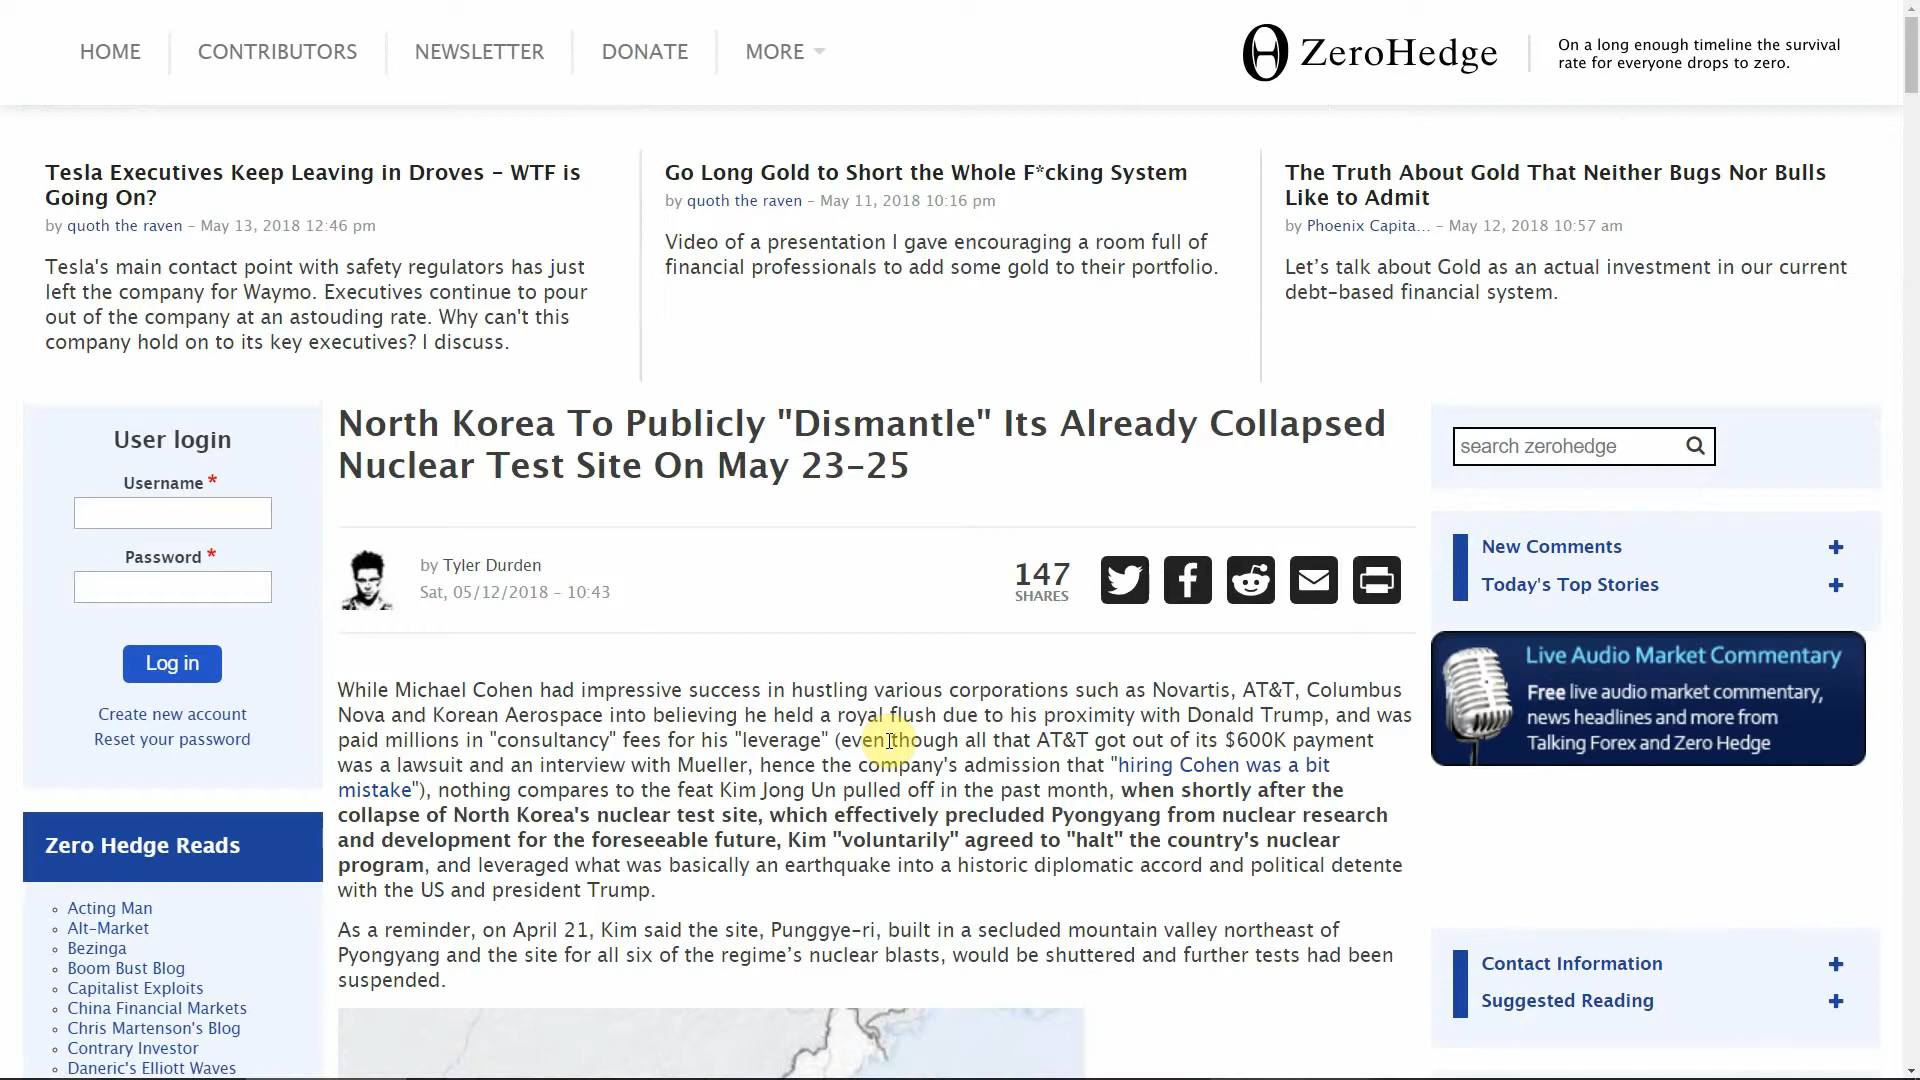 HOME
CONTRIBUTORS
NEWSLETTER
DONATE
MORE
ZeroHedge
On a long enough timeline the survival
rate for everyone drops to zero.
Tesla Executives Keep Leaving in Droves – WTF is
Going On?
by quoth the raven – May 13, 2018 12:46 pm
Tesla's main contact point with safety regulators has just
left the company for Waymo. Executives continue to pour
out of the company at an astouding rate. Why can't this
company hold on to its key executives? I discuss.
Go Long Gold to Short the Whole F*cking System
by quoth the raven – May 11, 2018 10:16 pm
Video of a presentation I gave encouraging a room full of
financial professionals to add some gold to their portfolio.
The Truth About Gold That Neither Bugs Nor Bulls
Like to Admit
by Phoenix Capita... – May 12, 2018 10:57 am
Let’s talk about Gold as an actual investment in our current
debt-based financial system.
User login
Username *
Password *
Log in
Create new account
Reset your password
Zero Hedge Reads
Acting Man
Alt-Market
Bezinga
Boom Bust Blog
Capitalist Exploits
China Financial Markets
Chris Martenson's Blog
Contrary Investor
Daneric's Elliott Waves
North Korea To Publicly "Dismantle" Its Already Collapsed
Nuclear Test Site On May 23-25
by Tyler Durden
Sat, 05/12/2018 - 10:43
147
SHARES
While Michael Cohen had impressive success in hustling various corporations such as Novartis, AT&T, Columbus
Nova and Korean Aerospace into believing he held a royal flush due to his proximity with Donald Trump, and was
paid millions in "consultancy" fees for his "leverage" (even though all that AT&T got out of its $600K payment
was a lawsuit and an interview with Mueller, hence the company's admission that "hiring Cohen was a bit
mistake"), nothing compares to the feat Kim Jong Un pulled off in the past month, when shortly after the
collapse of North Korea's nuclear test site, which effectively precluded Pyongyang from nuclear research
and development for the foreseeable future, Kim "voluntarily" agreed to "halt" the country's nuclear
program, and leveraged what was basically an earthquake into a historic diplomatic accord and political detente
with the US and president Trump.
As a reminder, on April 21, Kim said the site, Punggye-ri, built in a secluded mountain valley northeast of
Pyongyang and the site for all six of the regime’s nuclear blasts, would be shuttered and further tests had been
suspended.
search zerohedge
New Comments
Today's Top Stories
Live Audio Market Commentary
Free live audio market commentary,
news headlines and more from
Talking Forex and Zero Hedge
Contact Information
Suggested Reading